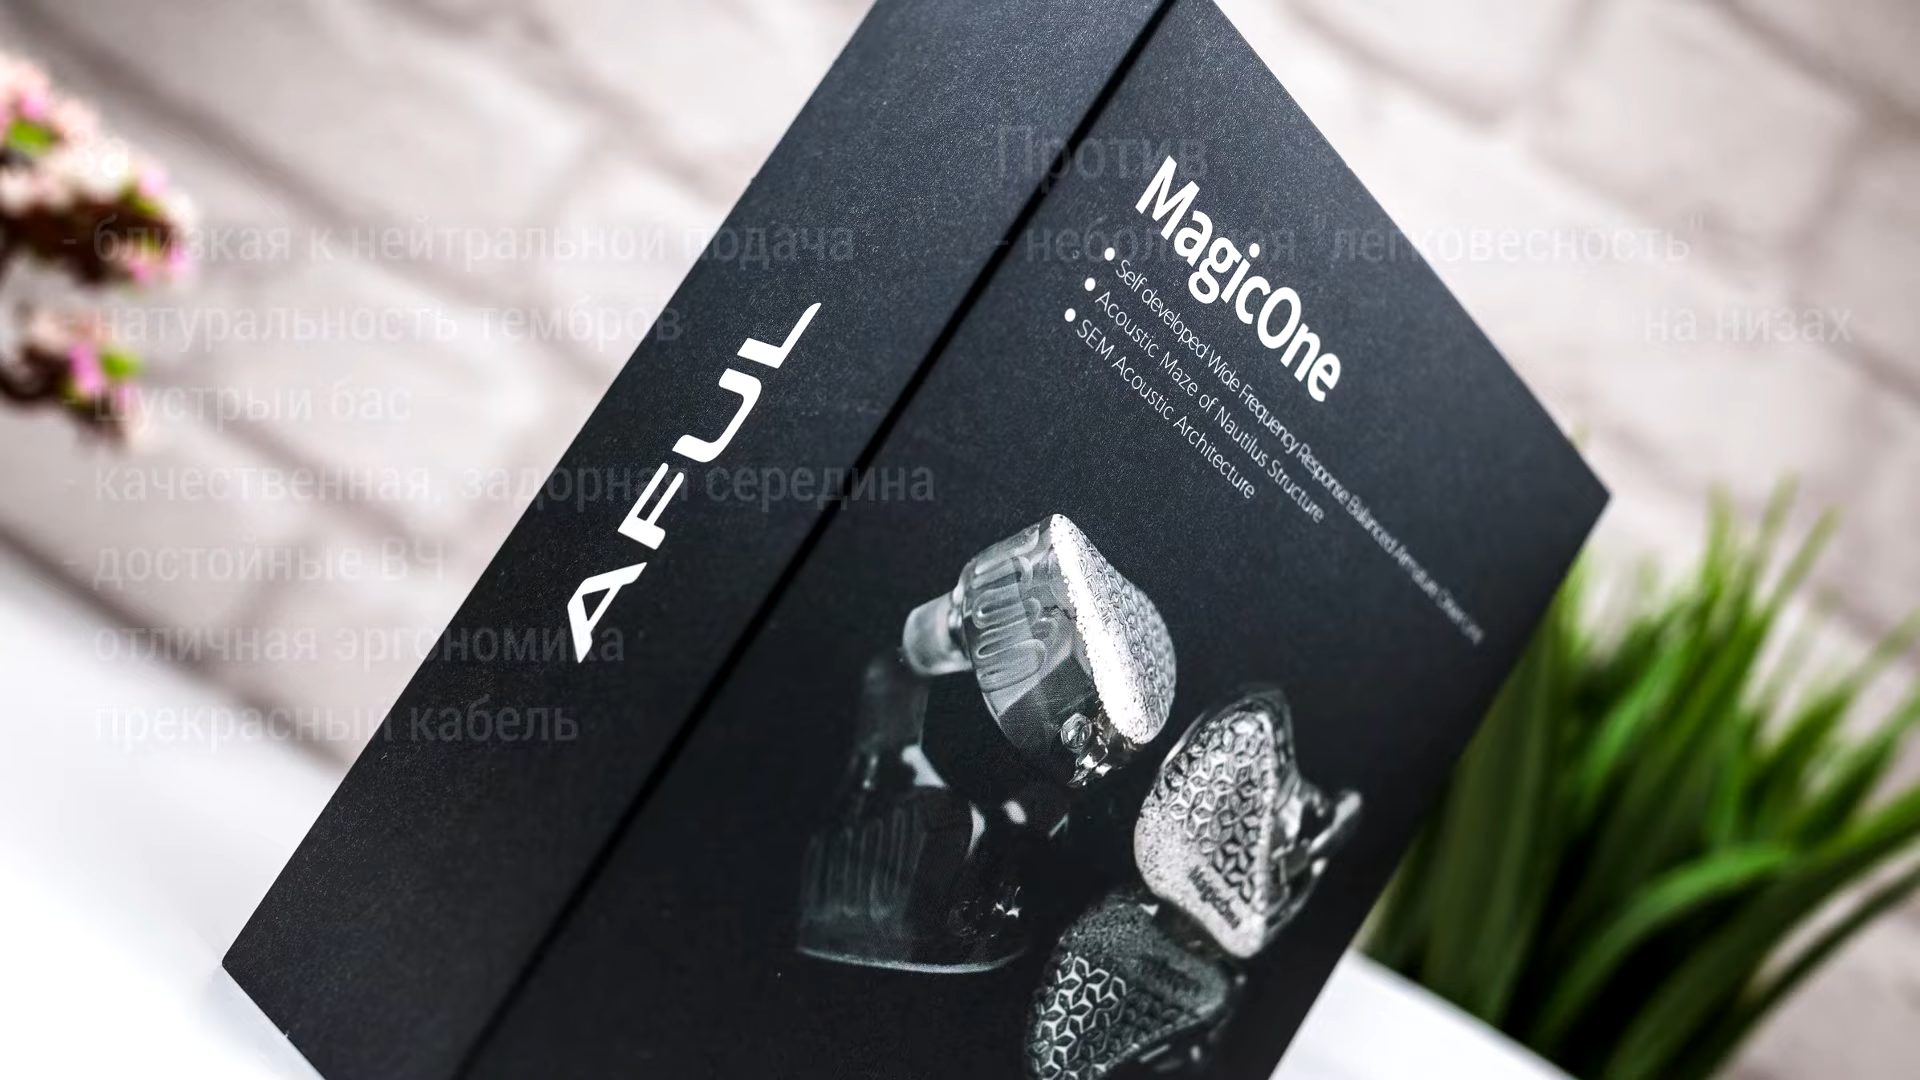 За
- близкая к нейтральной подача
- натуральность тембров
- шустрый бас
- качественная, задорная середина
- достойные ВЧ
- отличная эргономика
- прекрасный кабель
Против
- небольшая "легковесность"
на низах
AFUL
MagicOne
• Self developed Wide Frequency Response Balanced Armature Driver Unit
• Acoustic Maze of Nautilus Structure
• SEM Acoustic Architecture
MagicOne